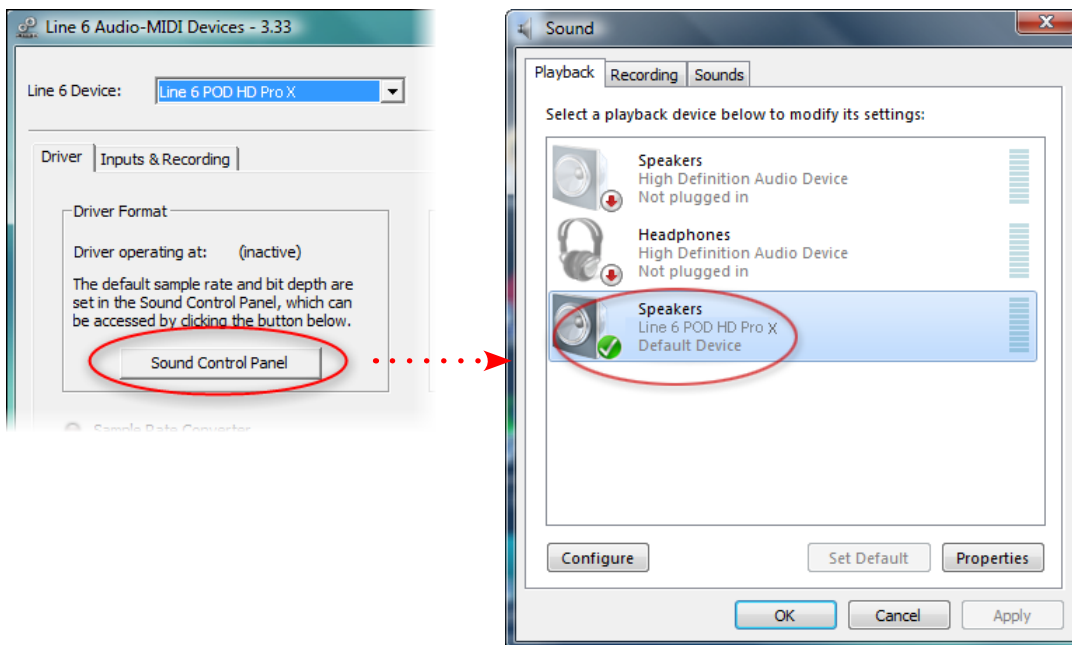 Line 6 Audio-MIDI Devices - 3.33
Line 6 Device:
Line 6 POD HD Pro X
Driver
Inputs & Recording
Driver Format
Driver operating at: (inactive)
The default sample rate and bit depth are
set in the Sound Control Panel, which can
be accessed by clicking the button below.
Sound Control Panel
Sample Rate Converter
Sound
Playback
Recording
Sounds
Select a playback device below to modify its settings:
Speakers
High Definition Audio Device
Not plugged in
Headphones
High Definition Audio Device
Not plugged in
Speakers
Line 6 POD HD Pro X
Default Device
Configure
Set Default
Properties
OK
Cancel
Apply